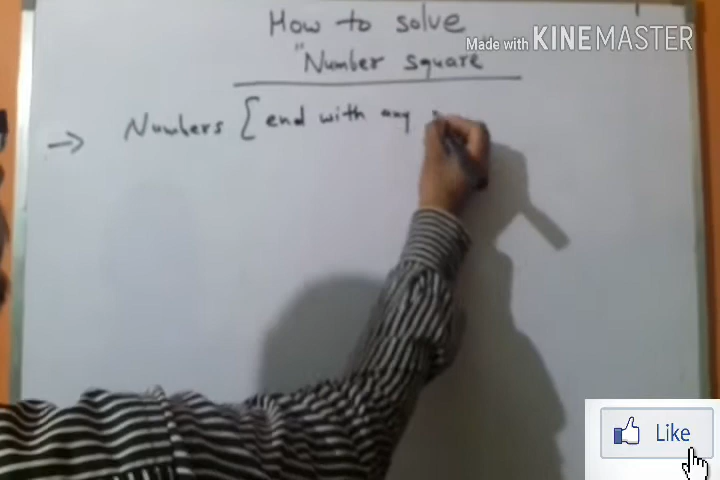 How to solve
Made with KINEMASTER
"Number square"
→ Numbers [ end with any
Like